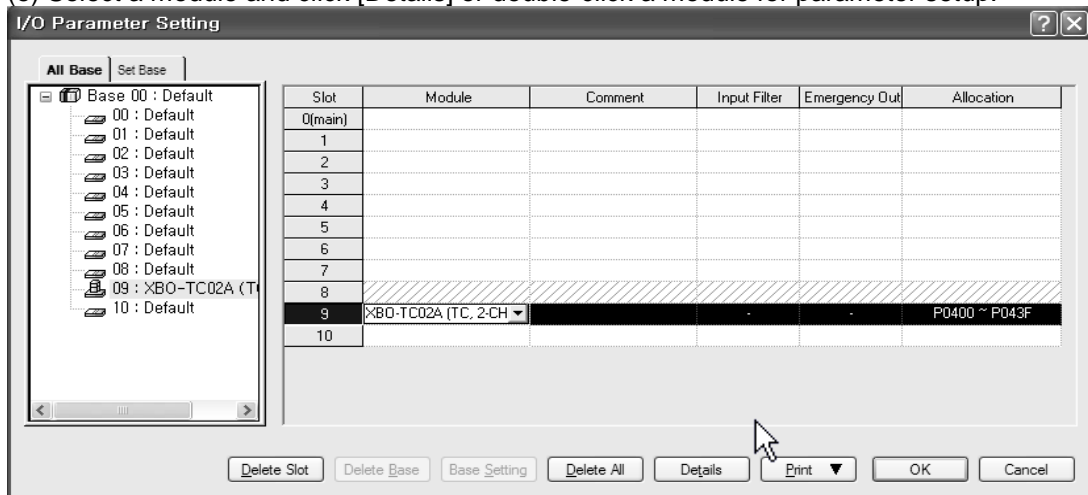 (3) Select a module and click [Details] or double-click a module for parameter setup.
I/O Parameter Setting
All Base Set Base
Base 00 : Default
00 : Default
01 : Default
02 : Default
03 : Default
04 : Default
05 : Default
06 : Default
07 : Default
08 : Default
09 : XBO-TC02A (T
10 : Default
Slot Module Comment Input Filter Emergency Out Allocation
0(main)
1
2
3
4
5
6
7
8
9 XBO-TC02A (TC, 2-CH - - P0400 ~ P043F
10
Delete Slot Delete Base Base Setting Delete All Details Print ▼ OK Cancel